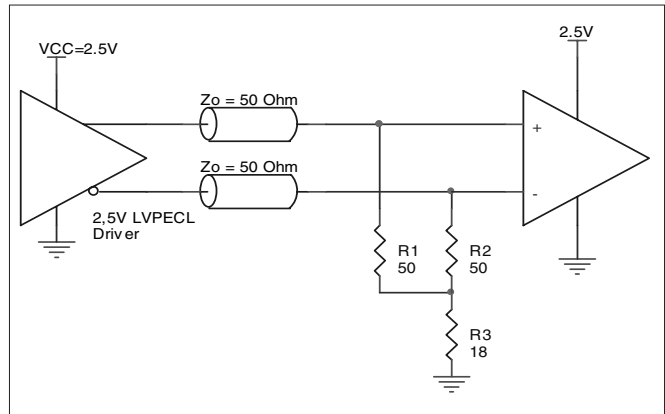 2.5V
VCC=2.5V
Zo = 50 Ohm
+
Zo = 50 Ohm
-
2,5V LVPECL
Driver
R1
50
R2
50
R3
18